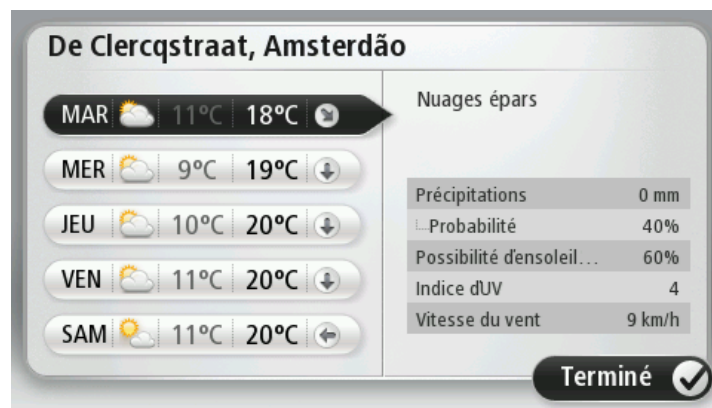 De Clercqstraat, Amsterdão
MAR 11°C 18°C
MER 9°C 19°C
JEU 10°C 20°C
VEN 11°C 20°C
SAM 11°C 20°C
Nuages épars
Précipitations 0 mm
Probabilité 40%
Possibilité d'ensoleil... 60%
Indice d'UV 4
Vitesse du vent 9 km/h
Terminé